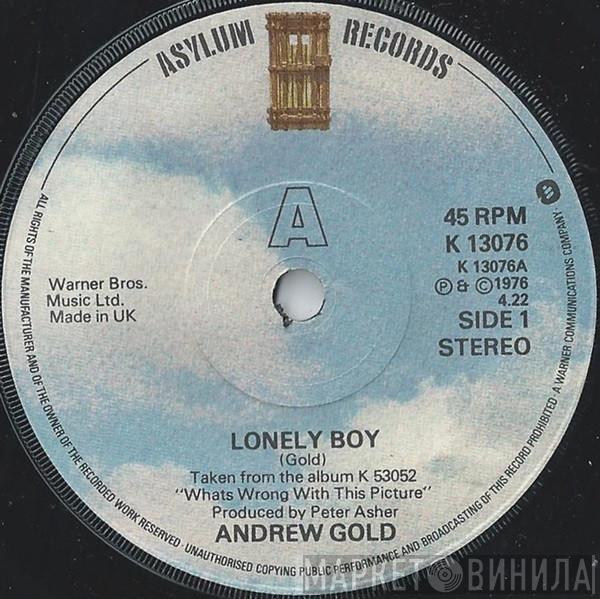 ASYLUM RECORDS
A
45 RPM
K 13076
K 13076A
Ⓟ & Ⓒ1976
4.22
SIDE 1
STEREO
Warner Bros.
Music Ltd.
Made in UK
LONELY BOY
(Gold)
Taken from the album K 53052
"Whats Wrong With This Picture"
Produced by Peter Asher
ANDREW GOLD
ALL RIGHTS OF THE MANUFACTURER AND OF THE OWNER OF THE RECORDED WORK RESERVED · UNAUTHORISED COPYING PUBLIC PERFORMANCE AND BROADCASTING OF THIS RECORD PROHIBITED · A WARNER COMMUNICATIONS COMPANY
МАРКЕТ ВИНИЛА